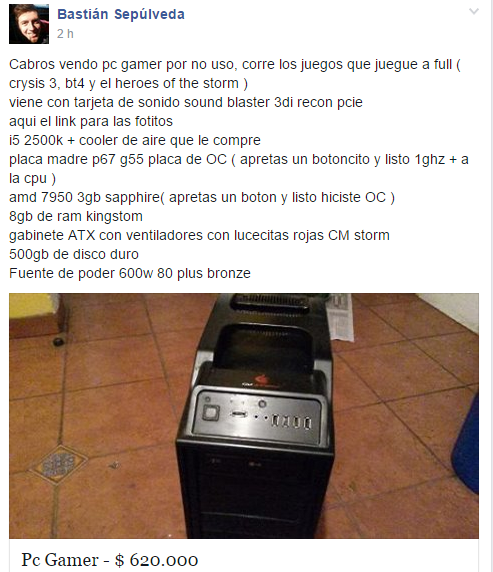 Bastián Sepúlveda
2 h
Cabros vendo pc gamer por no uso, corre los juegos que juegue a full (
crysis 3, bt4 y el heroes of the storm )
viene con tarjeta de sonido sound blaster 3di recon pcie
aqui el link para las fotitos
i5 2500k + cooler de aire que le compre
placa madre p67 g55 placa de OC ( apretas un botoncito y listo 1ghz + a
la cpu )
amd 7950 3gb sapphire( apretas un boton y listo hiciste OC )
8gb de ram kingstom
gabinete ATX con ventiladores con lucecitas rojas CM storm
500gb de disco duro
Fuente de poder 600w 80 plus bronze
Pc Gamer - $ 620.000